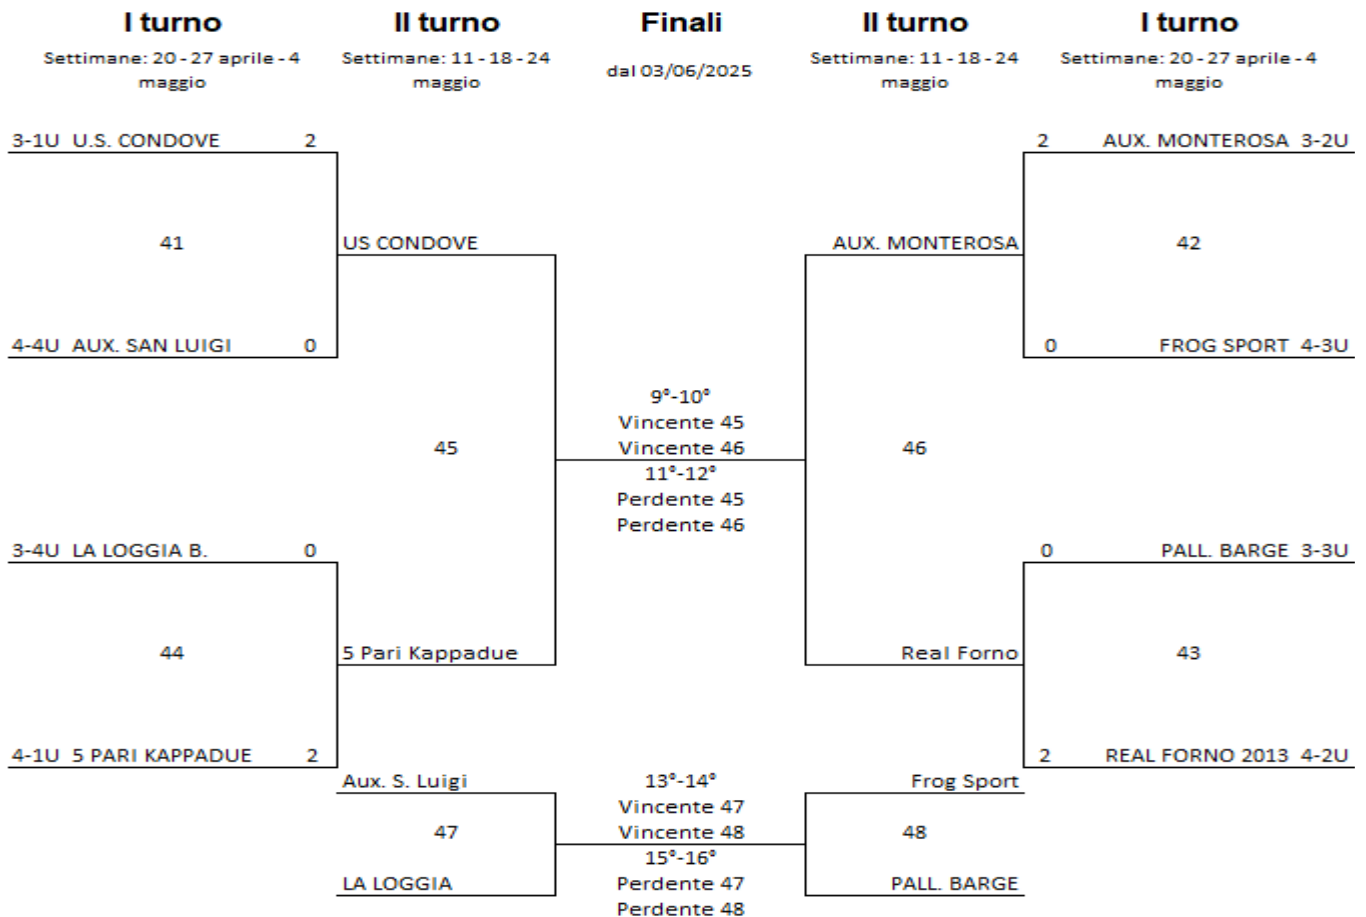 I turno II turno Finali II turno I turno
Settimane: 20 - 27 aprile - 4 maggio
Settimane: 11 - 18 - 24 maggio
dal 03/06/2025
Settimane: 11 - 18 - 24 maggio
Settimane: 20 - 27 aprile - 4 maggio
3-1U U.S. CONDOVE 2
2 AUX. MONTEROSA 3-2U
41
US CONDOVE
AUX. MONTEROSA
42
4-4U AUX. SAN LUIGI 0
0 FROG SPORT 4-3U
9°-10°
Vincente 45
45
Vincente 46
46
11°-12°
Perdente 45
Perdente 46
3-4U LA LOGGIA B. 0
0 PALL. BARGE 3-3U
44
5 Pari Kappadue
Real Forno
43
4-1U 5 PARI KAPPADUE 2
2 REAL FORNO 2013 4-2U
Aux. S. Luigi
13°-14°
Frog Sport
Vincente 47
47
Vincente 48
48
15°-16°
LA LOGGIA
Perdente 47
PALL. BARGE
Perdente 48